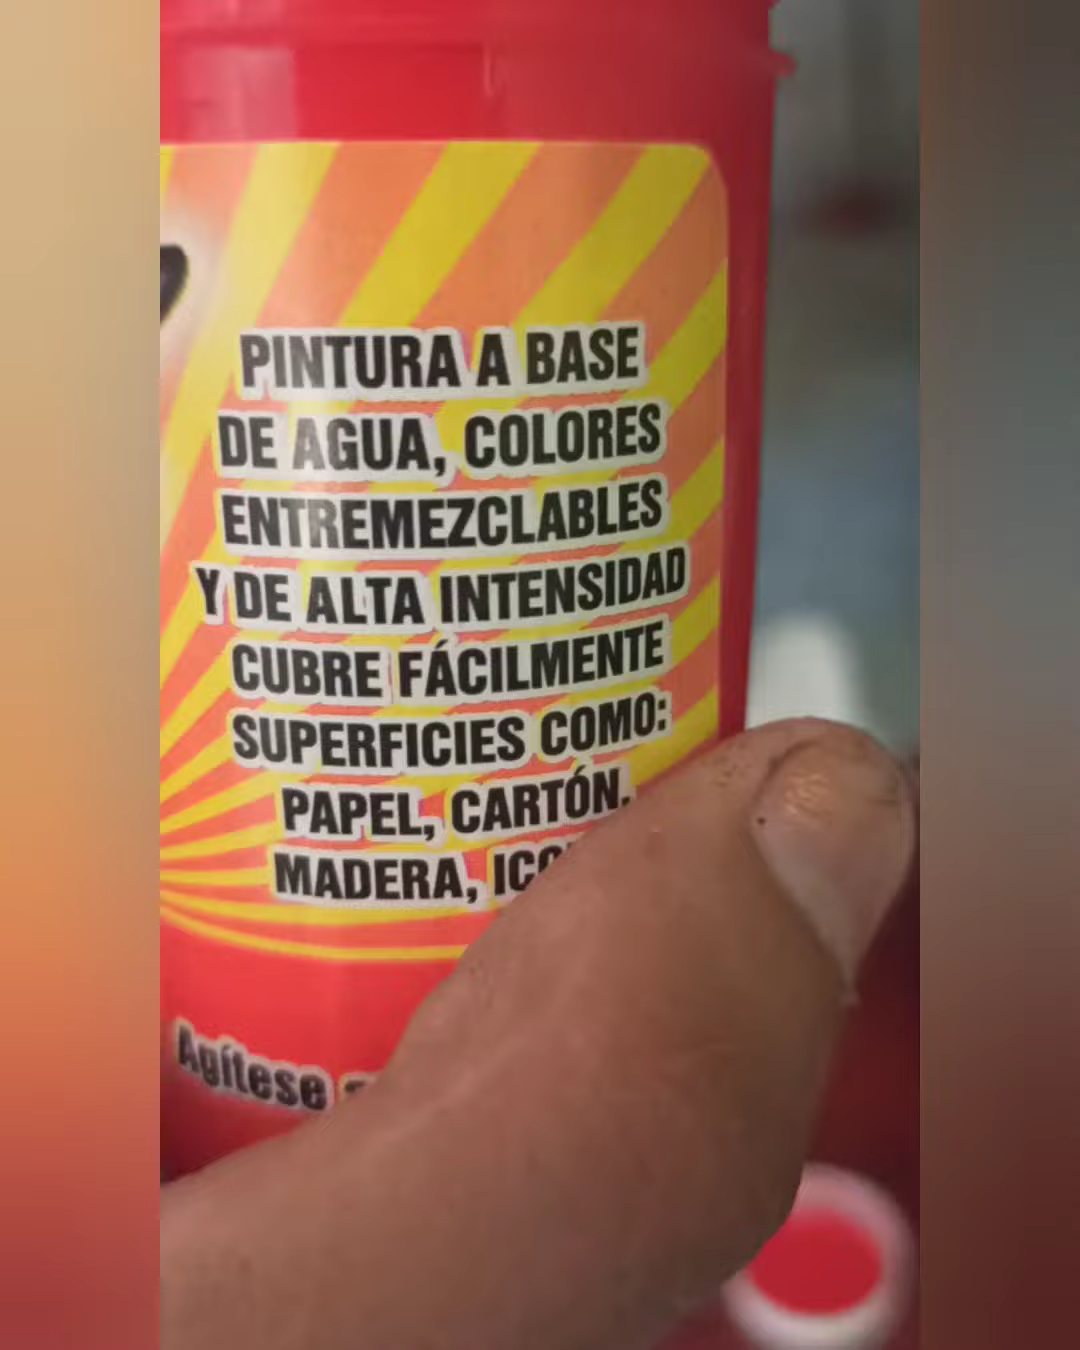 PINTURA A BASE
DE AGUA, COLORES
ENTREMEZCLABLES
Y DE ALTA INTENSIDAD
CUBRE FÁCILMENTE
SUPERFICIES COMO:
PAPEL, CARTÓN,
MADERA,
Agítese